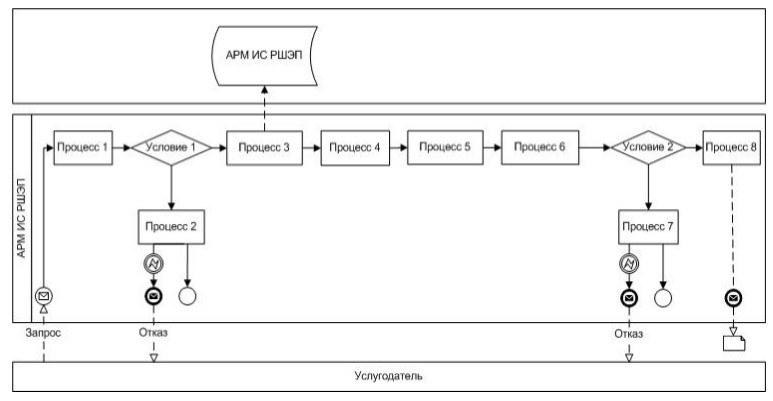 АРМ ИС РШЭП
АРМ ИС РШЭП
Процесс 1
Условие 1
Процесс 3
Процесс 4
Процесс 5
Процесс 6
Условие 2
Процесс 8
Процесс 2
Процесс 7
Запрос
Отказ
Отказ
Услугодатель